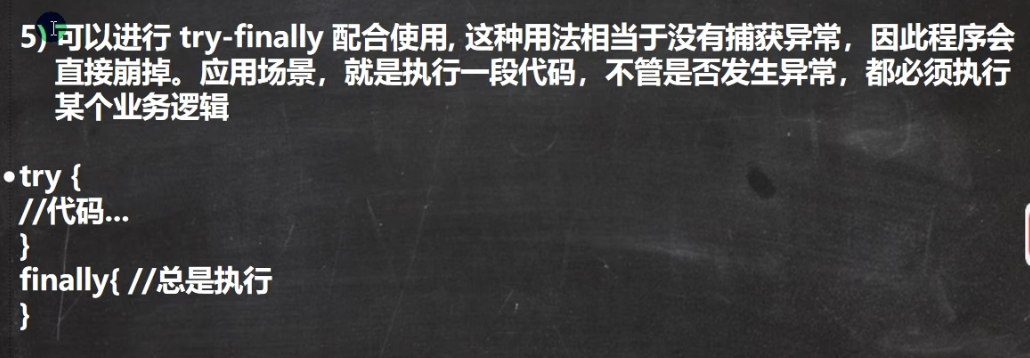 5) 可以进行 try-finally 配合使用, 这种用法相当于没有捕获异常，因此程序会
直接崩掉。应用场景，就是执行一段代码，不管是否发生异常，都必须执行
某个业务逻辑
•try {
//代码...
}
finally{ //总是执行
}